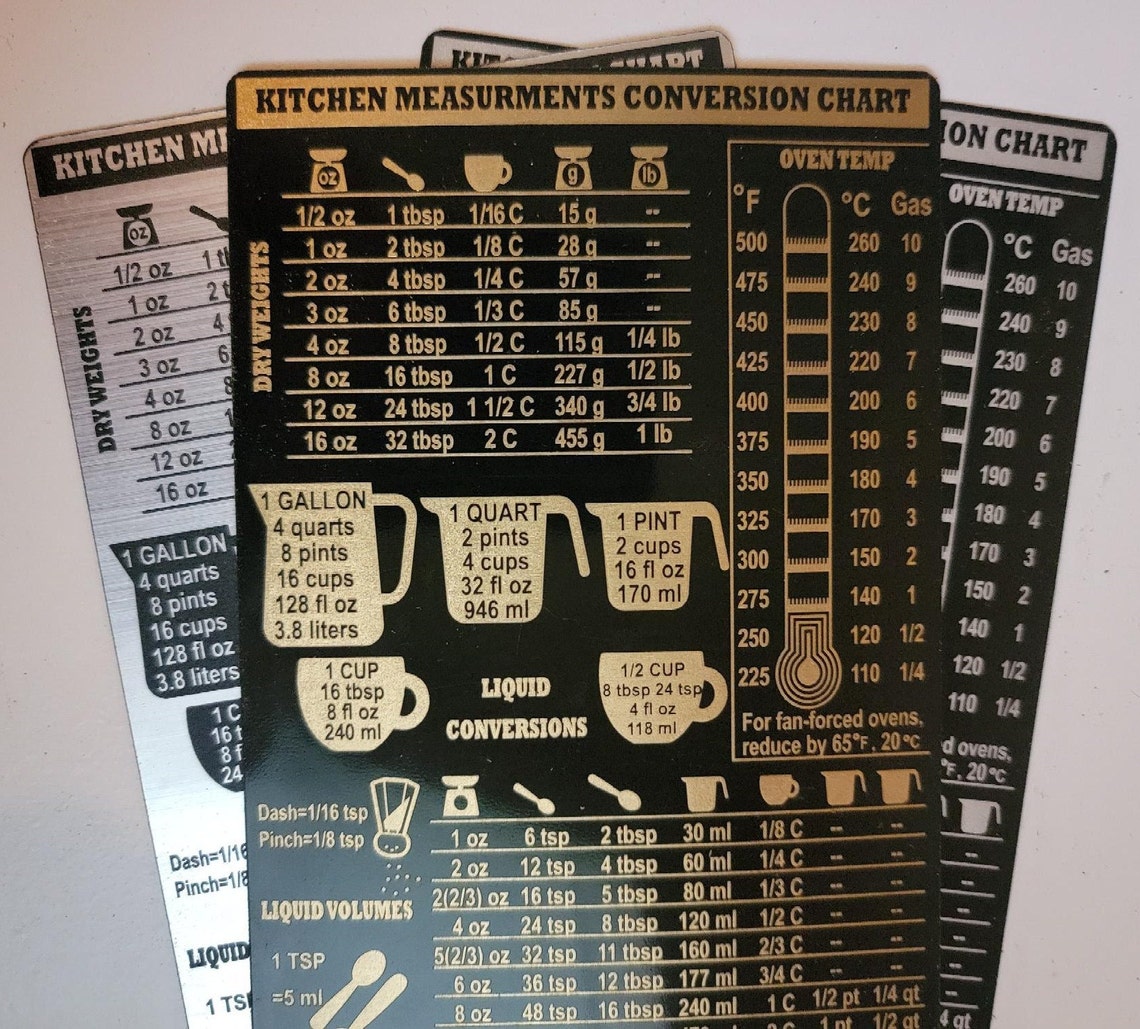 KITCHEN MEASURMENTS CONVERSION CHART
oz g lb
1/2 oz 1 tbsp 1/16 C 15 g --
1 oz 2 tbsp 1/8 C 28 g --
2 oz 4 tbsp 1/4 C 57 g --
3 oz 6 tbsp 1/3 C 85 g --
4 oz 8 tbsp 1/2 C 115 g 1/4 lb
8 oz 16 tbsp 1 C 227 g 1/2 lb
12 oz 24 tbsp 1 1/2 C 340 g 3/4 lb
16 oz 32 tbsp 2 C 455 g 1 lb
DRY WEIGHTS
OVEN TEMP
°F °C Gas
500 260 10
475 240 9
450 230 8
425 220 7
400 200 6
375 190 5
350 180 4
325 170 3
300 150 2
275 140 1
250 120 1/2
225 110 1/4
For fan-forced ovens,
reduce by 65°F, 20°C
1 GALLON
4 quarts
8 pints
16 cups
128 fl oz
3.8 liters
1 QUART
2 pints
4 cups
32 fl oz
946 ml
1 PINT
2 cups
16 fl oz
170 ml
1 CUP
16 tbsp
8 fl oz
240 ml
LIQUID
CONVERSIONS
1/2 CUP
8 tbsp 24 tsp
4 fl oz
118 ml
Dash=1/16 tsp
Pinch=1/8 tsp
LIQUID VOLUMES
1 TSP
=5 ml
1 oz 6 tsp 2 tbsp 30 ml 1/8 C -- --
2 oz 12 tsp 4 tbsp 60 ml 1/4 C -- --
2(2/3) oz 16 tsp 5 tbsp 80 ml 1/3 C -- --
4 oz 24 tsp 8 tbsp 120 ml 1/2 C -- --
5(2/3) oz 32 tsp 11 tbsp 160 ml 2/3 C -- --
6 oz 36 tsp 12 tbsp 177 ml 3/4 C -- --
8 oz 48 tsp 16 tbsp 240 ml 1 C 1/2 pt 1/4 qt
1 pt 1/2 qt
KITCHEN
oz
1/2 oz
1 oz
2 oz
3 oz
4 oz
8 oz
12 oz
16 oz
DRY WEIGHTS
1 GALLON
4 quarts
8 pints
16 cups
128 fl oz
3.8 liters
LIQUID
CHART
OVEN TEMP
°C Gas
260 10
240 9
230 8
220 7
200 6
190 5
180 4
170 3
150 2
140 1
120 1/2
110 1/4
ovens,
20°C